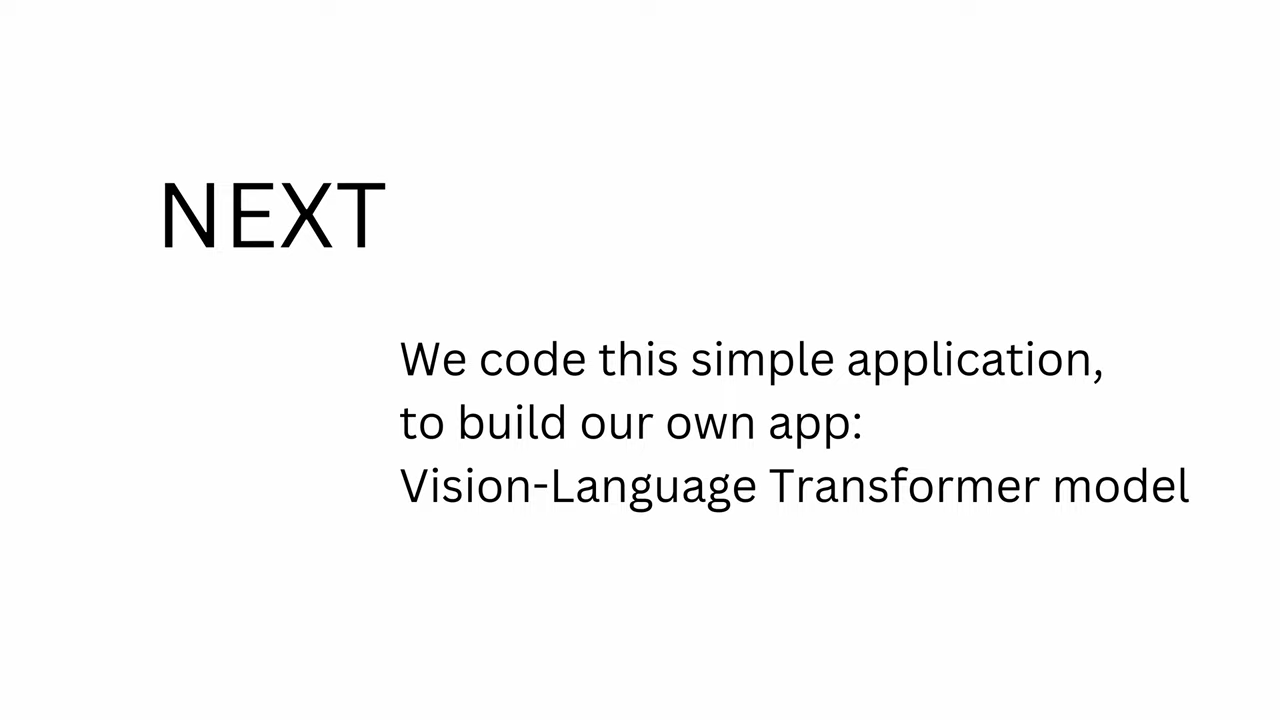 NEXT
We code this simple application,
to build our own app:
Vision-Language Transformer model